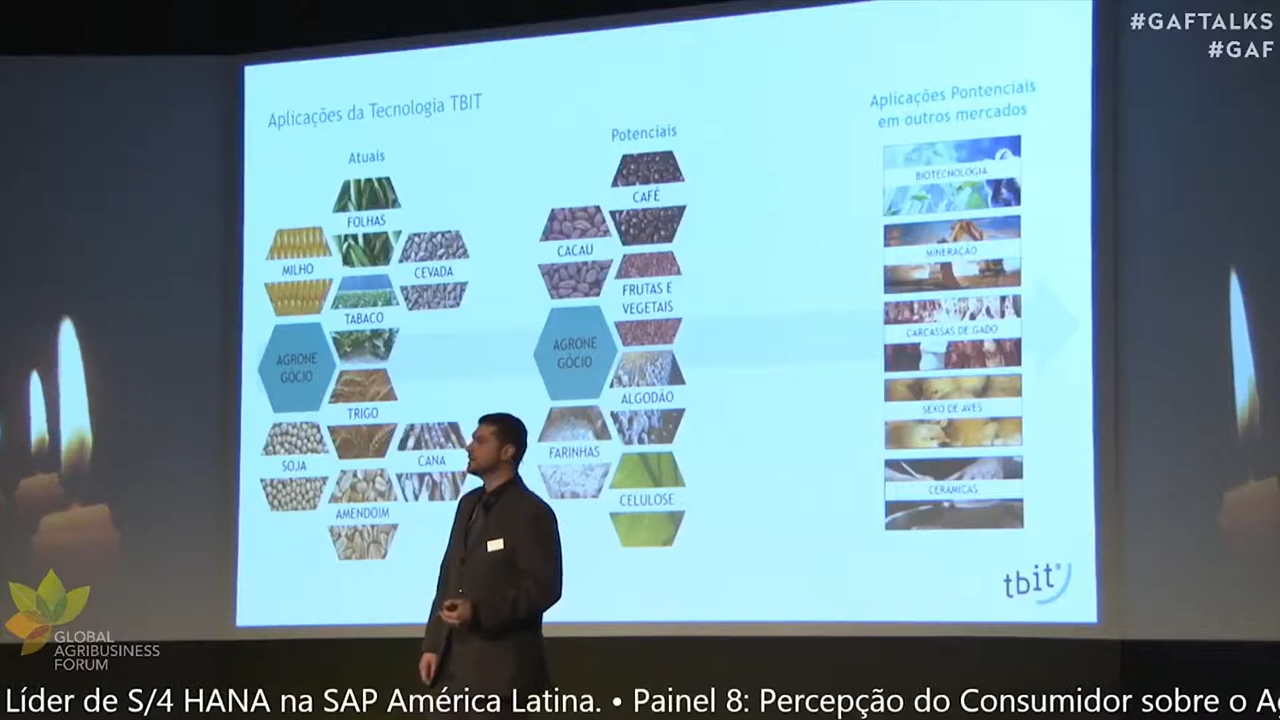 #GAFTALKS
#GAF
Aplicações da Tecnologia TBIT
Atuais
FOLHAS
MILHO
CEVADA
TABACO
AGRONE
GÓCIO
TRIGO
SOJA
CANA
AMENDOIM
Potenciais
CAFÉ
CACAU
FRUTAS E
VEGETAIS
AGRONE
GÓCIO
ALGODÃO
FARINHAS
CELULOSE
Aplicações Pontenciais
em outros mercados
BIOTECNOLOGIA
MINERAÇÃO
CARCASSAS DE GADO
SEXO DE AVES
CERAMICAS
tbit
GLOBAL
AGRIBUSINESS
FORUM
Líder de S/4 HANA na SAP América Latina. • Painel 8: Percepção do Consumidor sobre o A